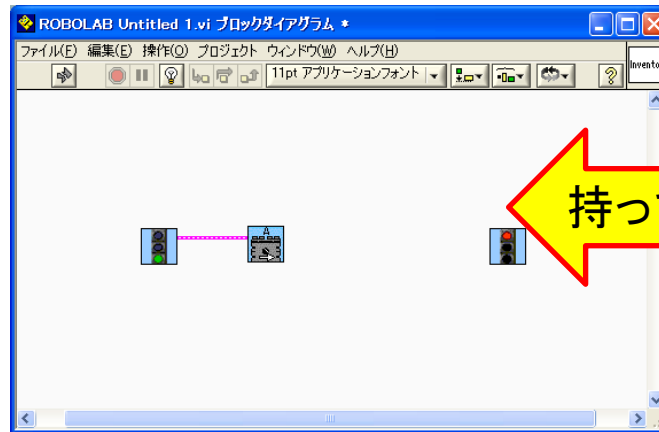 ROBOLAB Untitled 1.vi ブロックダイアグラム *
ファイル(F) 編集(E) 操作(O) プロジェクト ウィンドウ(W) ヘルプ(H)
11pt アプリケーションフォント
Invento
持っ
A